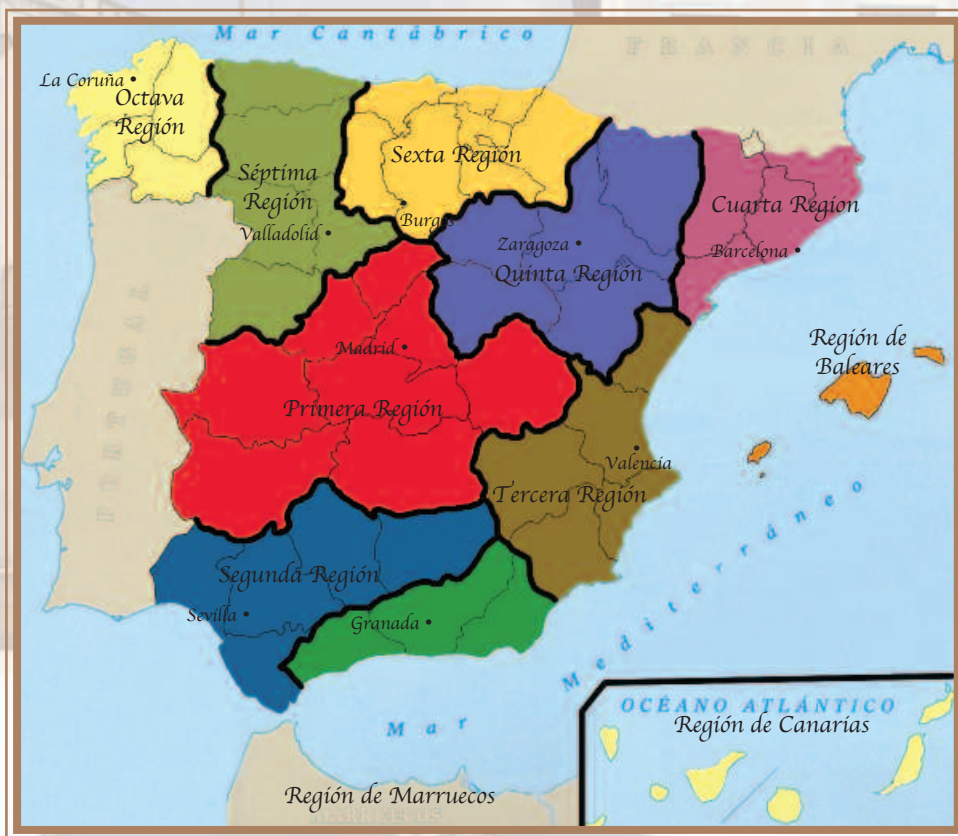 Mar Cantábrico
FRANCIA
La Coruña
Octava
Región
Séptima
Región
Valladolid
Sexta Región
Burgos
Cuarta Region
Barcelona
Zaragoza
Quinta Región
PORTUGAL
Madrid
Primera Región
Región de
Baleares
Valencia
Tercera Región
Segunda Región
Sevilla
Granada
Mar Mediterráneo
OCÉANO ATLÁNTICO
Región de Canarias
Región de Marruecos
MARRUECOS